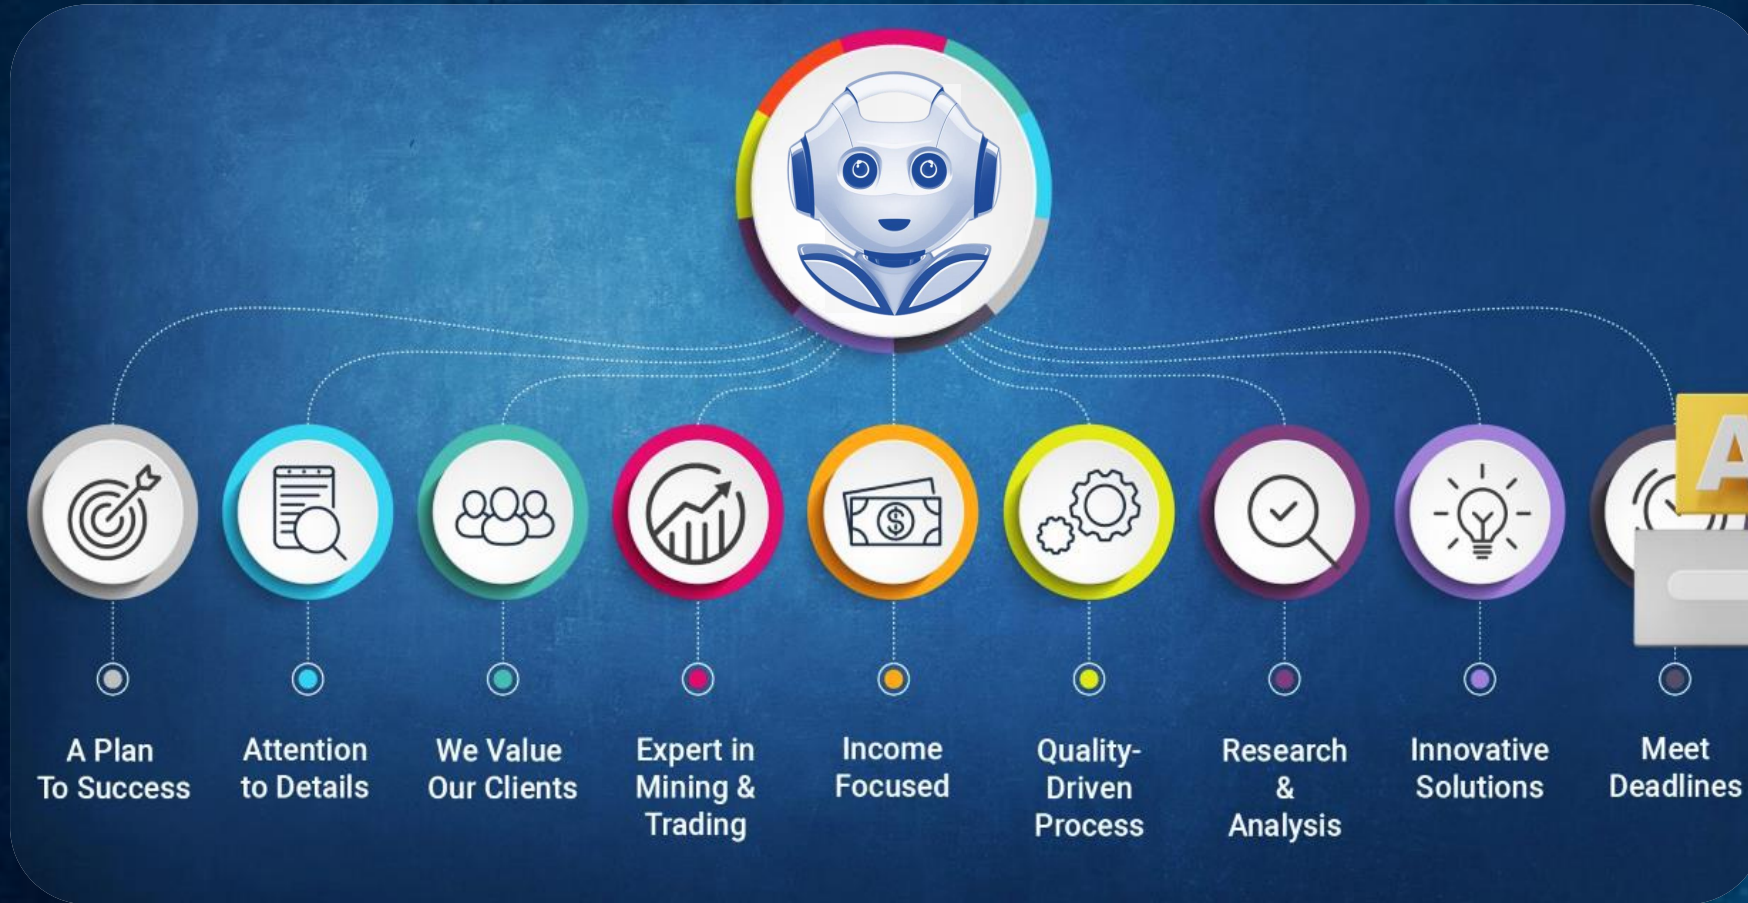 A
A Plan
To Success
Attention
to Details
We Value
Our Clients
Expert in
Mining &
Trading
Income
Focused
Quality-
Driven
Process
Research
&
Analysis
Innovative
Solutions
Meet
Deadlines